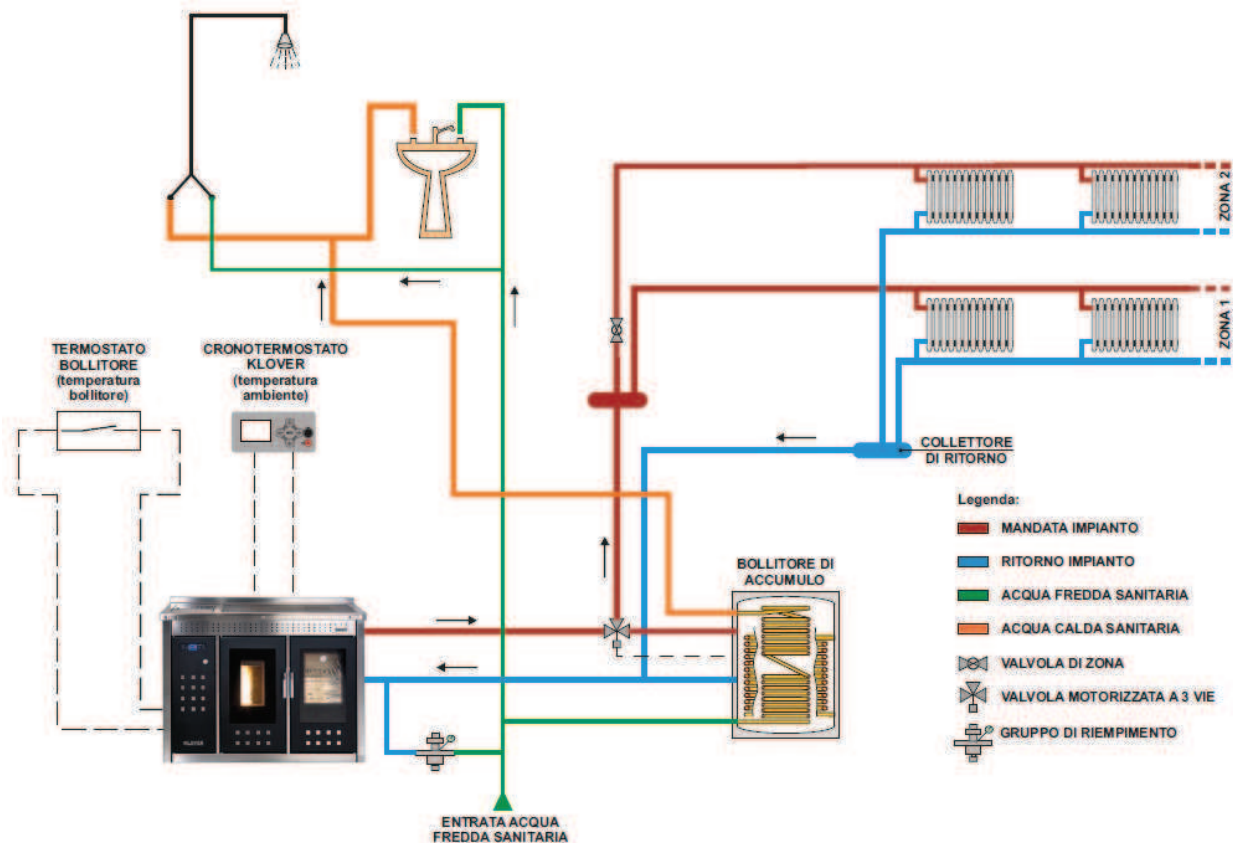 ZONA 2
ZONA 1
TERMOSTATO
BOLLITORE
(temperatura
bollitore)
CRONOTERMOSTATO
KLOVER
(temperatura
ambiente)
COLLETTORE
DI RITORNO
Legenda:
MANDATA IMPIANTO
RITORNO IMPIANTO
ACQUA FREDDA SANITARIA
ACQUA CALDA SANITARIA
VALVOLA DI ZONA
VALVOLA MOTORIZZATA A 3 VIE
GRUPPO DI RIEMPIMENTO
BOLLITORE DI
ACCUMULO
KLOVER
ENTRATA ACQUA
FREDDA SANITARIA